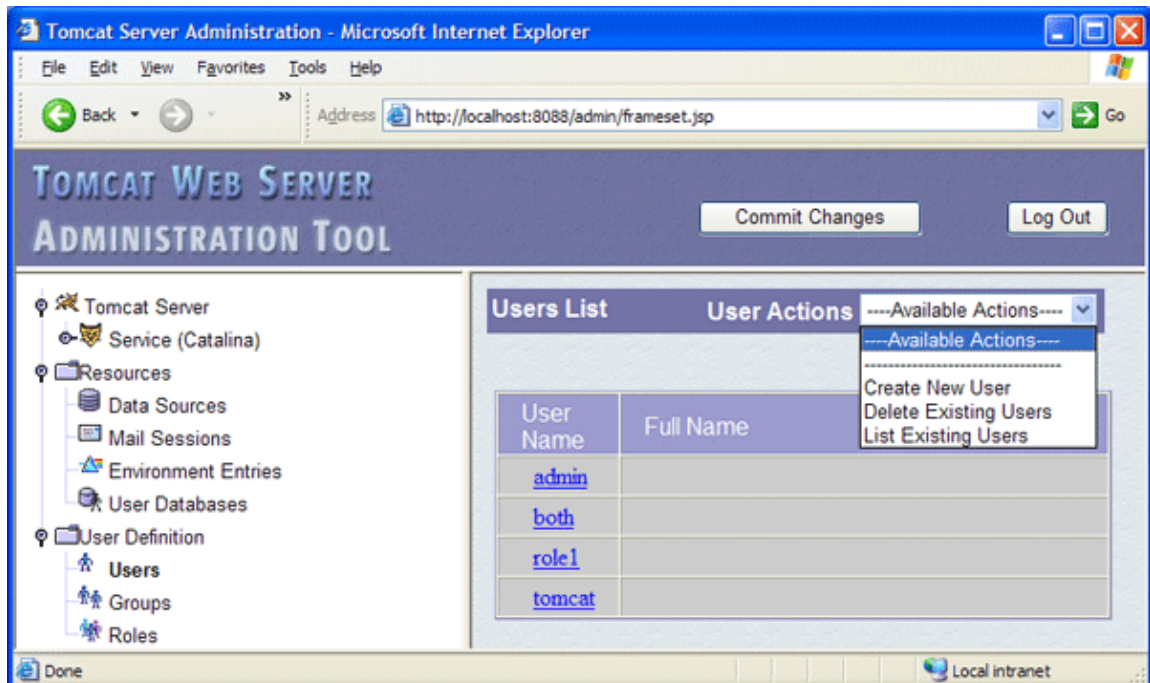 Tomcat Server Administration - Microsoft Internet Explorer
File Edit View Favorites Tools Help
Back » Address http://localhost:8088/admin/frameset.jsp Go
TOMCAT WEB SERVER
ADMINISTRATION TOOL
Commit Changes Log Out
Tomcat Server
Service (Catalina)
Resources
Data Sources
Mail Sessions
Environment Entries
User Databases
User Definition
Users
Groups
Roles
Users List User Actions ----Available Actions----
----Available Actions----
---------------------------------
Create New User
Delete Existing Users
List Existing Users
User Name Full Name
admin
both
role1
tomcat
Done Local intranet